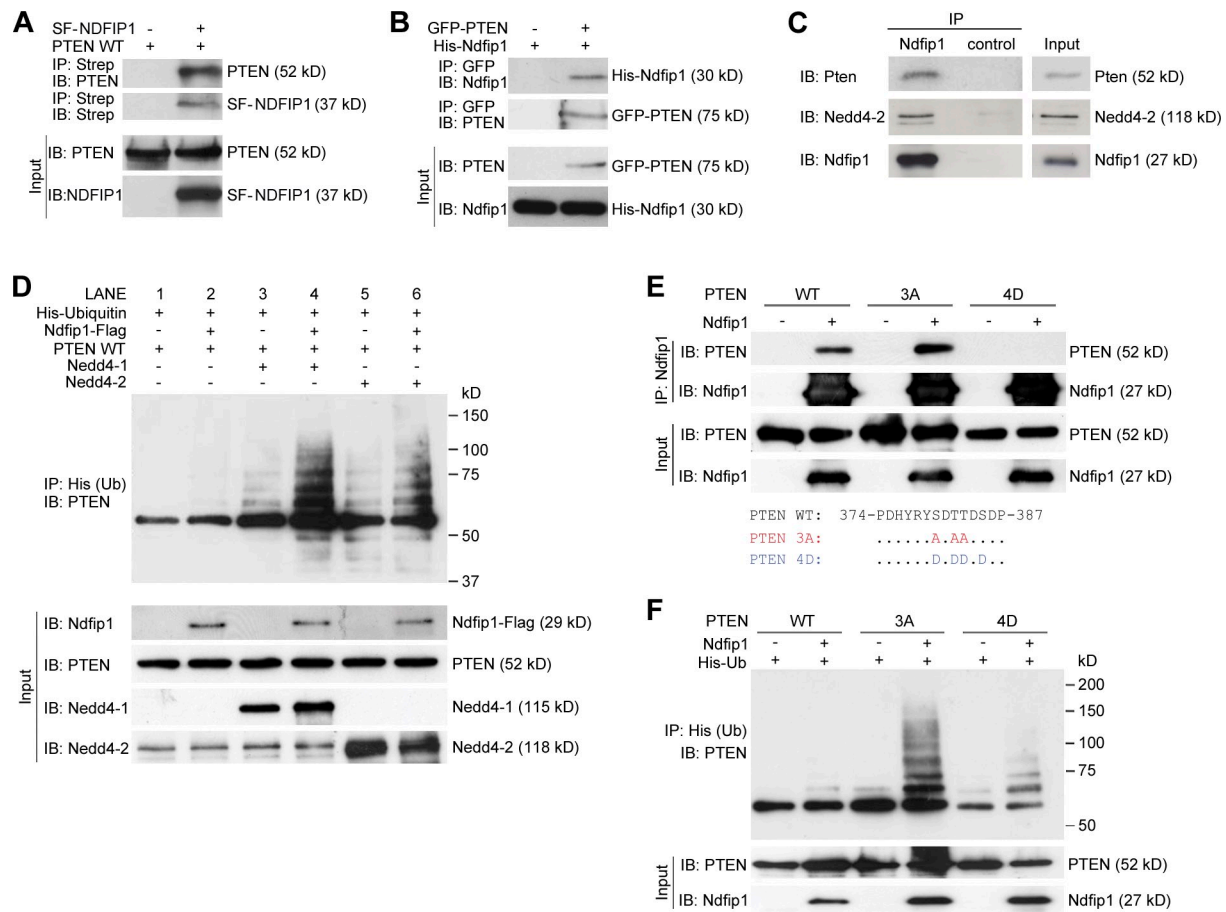 A
SF-NDFIP1 - +
PTEN WT + +
IP: Strep
IB: PTEN
PTEN (52 kD)
IP: Strep
IB: Strep
SF-NDFIP1 (37 kD)
Input
IB: PTEN PTEN (52 kD)
IB:NDFIP1 SF-NDFIP1 (37 kD)
B
GFP-PTEN - +
His-Ndfip1 + +
IP: GFP
IB: Ndfip1
His-Ndfip1 (30 kD)
IP: GFP
IB: PTEN
GFP-PTEN (75 kD)
Input
IB: PTEN GFP-PTEN (75 kD)
IB: Ndfip1 His-Ndfip1 (30 kD)
C
IP
Ndfip1 control Input
IB: Pten Pten (52 kD)
IB: Nedd4-2 Nedd4-2 (118 kD)
IB: Ndfip1 Ndfip1 (27 kD)
D
LANE 1 2 3 4 5 6
His-Ubiquitin + + + + + +
Ndfip1-Flag - + - + - +
PTEN WT + + + + + +
Nedd4-1 - - + + - -
Nedd4-2 - - - - + +
kD
150
100
75
50
37
IP: His (Ub)
IB: PTEN
Input
IB: Ndfip1 Ndfip1-Flag (29 kD)
IB: PTEN PTEN (52 kD)
IB: Nedd4-1 Nedd4-1 (115 kD)
IB: Nedd4-2 Nedd4-2 (118 kD)
E
PTEN WT 3A 4D
Ndfip1 - + - + - +
IP: Ndfip1
IB: PTEN PTEN (52 kD)
IB: Ndfip1 Ndfip1 (27 kD)
Input
IB: PTEN PTEN (52 kD)
IB: Ndfip1 Ndfip1 (27 kD)
PTEN WT: 374-PDHYRYSDTTDSDP-387
PTEN 3A: ......A.AA....
PTEN 4D: ......D.DD.D..
F
PTEN WT 3A 4D
Ndfip1 - + - + - +
His-Ub + + + + + +
kD
200
150
100
75
50
IP: His (Ub)
IB: PTEN
Input
IB: PTEN PTEN (52 kD)
IB: Ndfip1 Ndfip1 (27 kD)